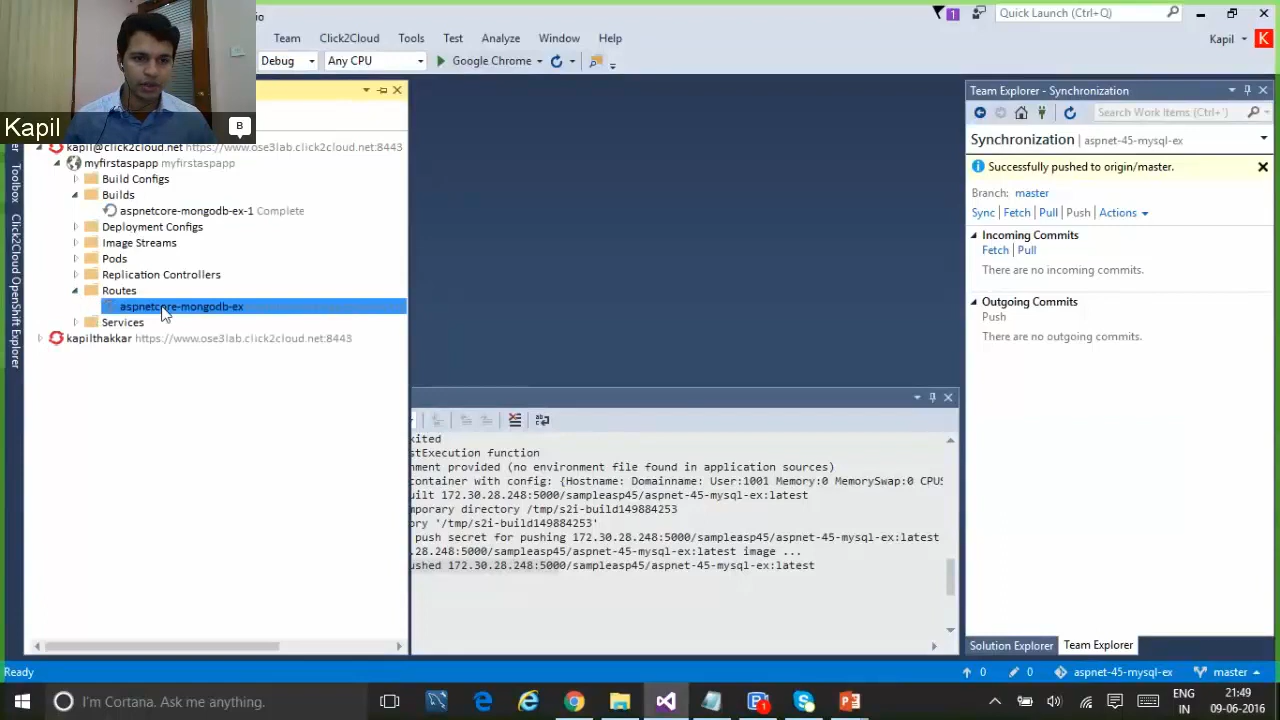 io
1
Quick Launch (Ctrl+Q)
Team Click2Cloud Tools Test Analyze Window Help
Kapil K
Debug Any CPU Google Chrome
Kapil
B
Toolbox
Click2Cloud OpenShift Explorer
kapil@click2cloud.net https://www.ose3lab.click2cloud.net:8443
myfirstaspapp myfirstaspapp
Build Configs
Builds
aspnetcore-mongodb-ex-1 Complete
Deployment Configs
Image Streams
Pods
Replication Controllers
Routes
aspnetcore-mongodb-ex
Services
kapilthakkar https://www.ose3lab.click2cloud.net:8443
xited
stExecution function
nment provided (no environment file found in application sources)
container with config: {Hostname: Domainname: User:1001 Memory:0 MemorySwap:0 CPUS
uilt 172.30.28.248:5000/sampleasp45/aspnet-45-mysql-ex:latest
mporary directory /tmp/s2i-build149884253
ory '/tmp/s2i-build149884253'
push secret for pushing 172.30.28.248:5000/sampleasp45/aspnet-45-mysql-ex:latest
.28.248:5000/sampleasp45/aspnet-45-mysql-ex:latest image ...
ushed 172.30.28.248:5000/sampleasp45/aspnet-45-mysql-ex:latest
Team Explorer - Synchronization
Search Work Items (Ctrl+')
Synchronization aspnet-45-mysql-ex
Successfully pushed to origin/master.
Branch: master
Sync Fetch Pull Push Actions
Incoming Commits
Fetch Pull
There are no incoming commits.
Outgoing Commits
Push
There are no outgoing commits.
Solution Explorer Team Explorer
Ready 0 0 aspnet-45-mysql-ex master
I'm Cortana. Ask me anything.
1
ENG
IN
21:49
09-06-2016